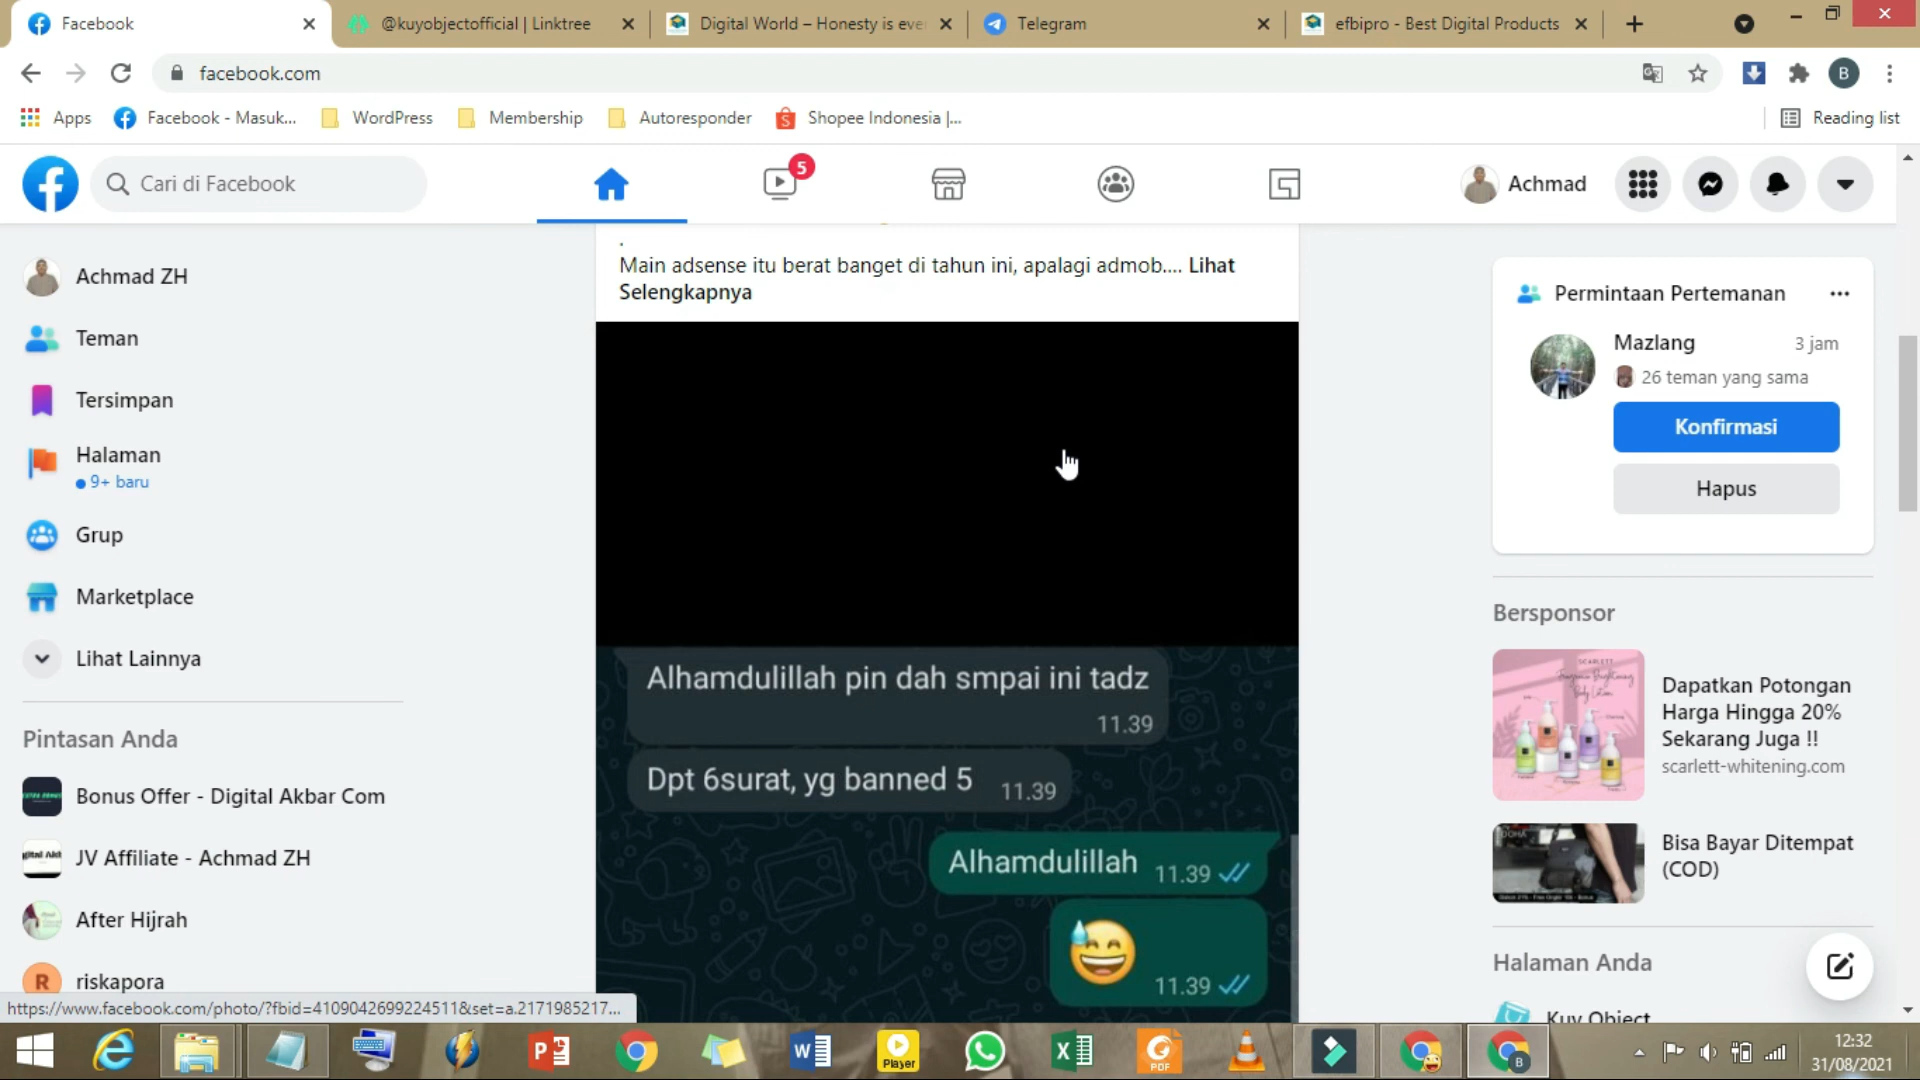 Facebook
@kuyobjectofficial | Linktree
Digital World – Honesty is eve
Telegram
efbipro - Best Digital Products
facebook.com
B
Apps
Facebook - Masuk...
WordPress
Membership
Autoresponder
Shopee Indonesia |...
Reading list
Cari di Facebook
5
Achmad
Achmad ZH
Teman
Tersimpan
Halaman
9+ baru
Grup
Marketplace
Lihat Lainnya
Pintasan Anda
Bonus Offer - Digital Akbar Com
JV Affiliate - Achmad ZH
After Hijrah
R
riskapora
https://www.facebook.com/photo/?fbid=4109042699224511&set=a.2171985217...
.
Main adsense itu berat banget di tahun ini, apalagi admob.... Lihat
Selengkapnya
Alhamdulillah pin dah smpai ini tadz
11.39
Dpt 6surat, yg banned 5 11.39
Alhamdulillah 11.39
11.39
Permintaan Pertemanan
Mazlang 3 jam
26 teman yang sama
Konfirmasi
Hapus
Bersponsor
SCARLETT
Dapatkan Potongan
Harga Hingga 20%
Sekarang Juga !!
scarlett-whitening.com
Bisa Bayar Ditempat
(COD)
Halaman Anda
Kuy Object
Player
PDF
B
12:32
31/08/2021